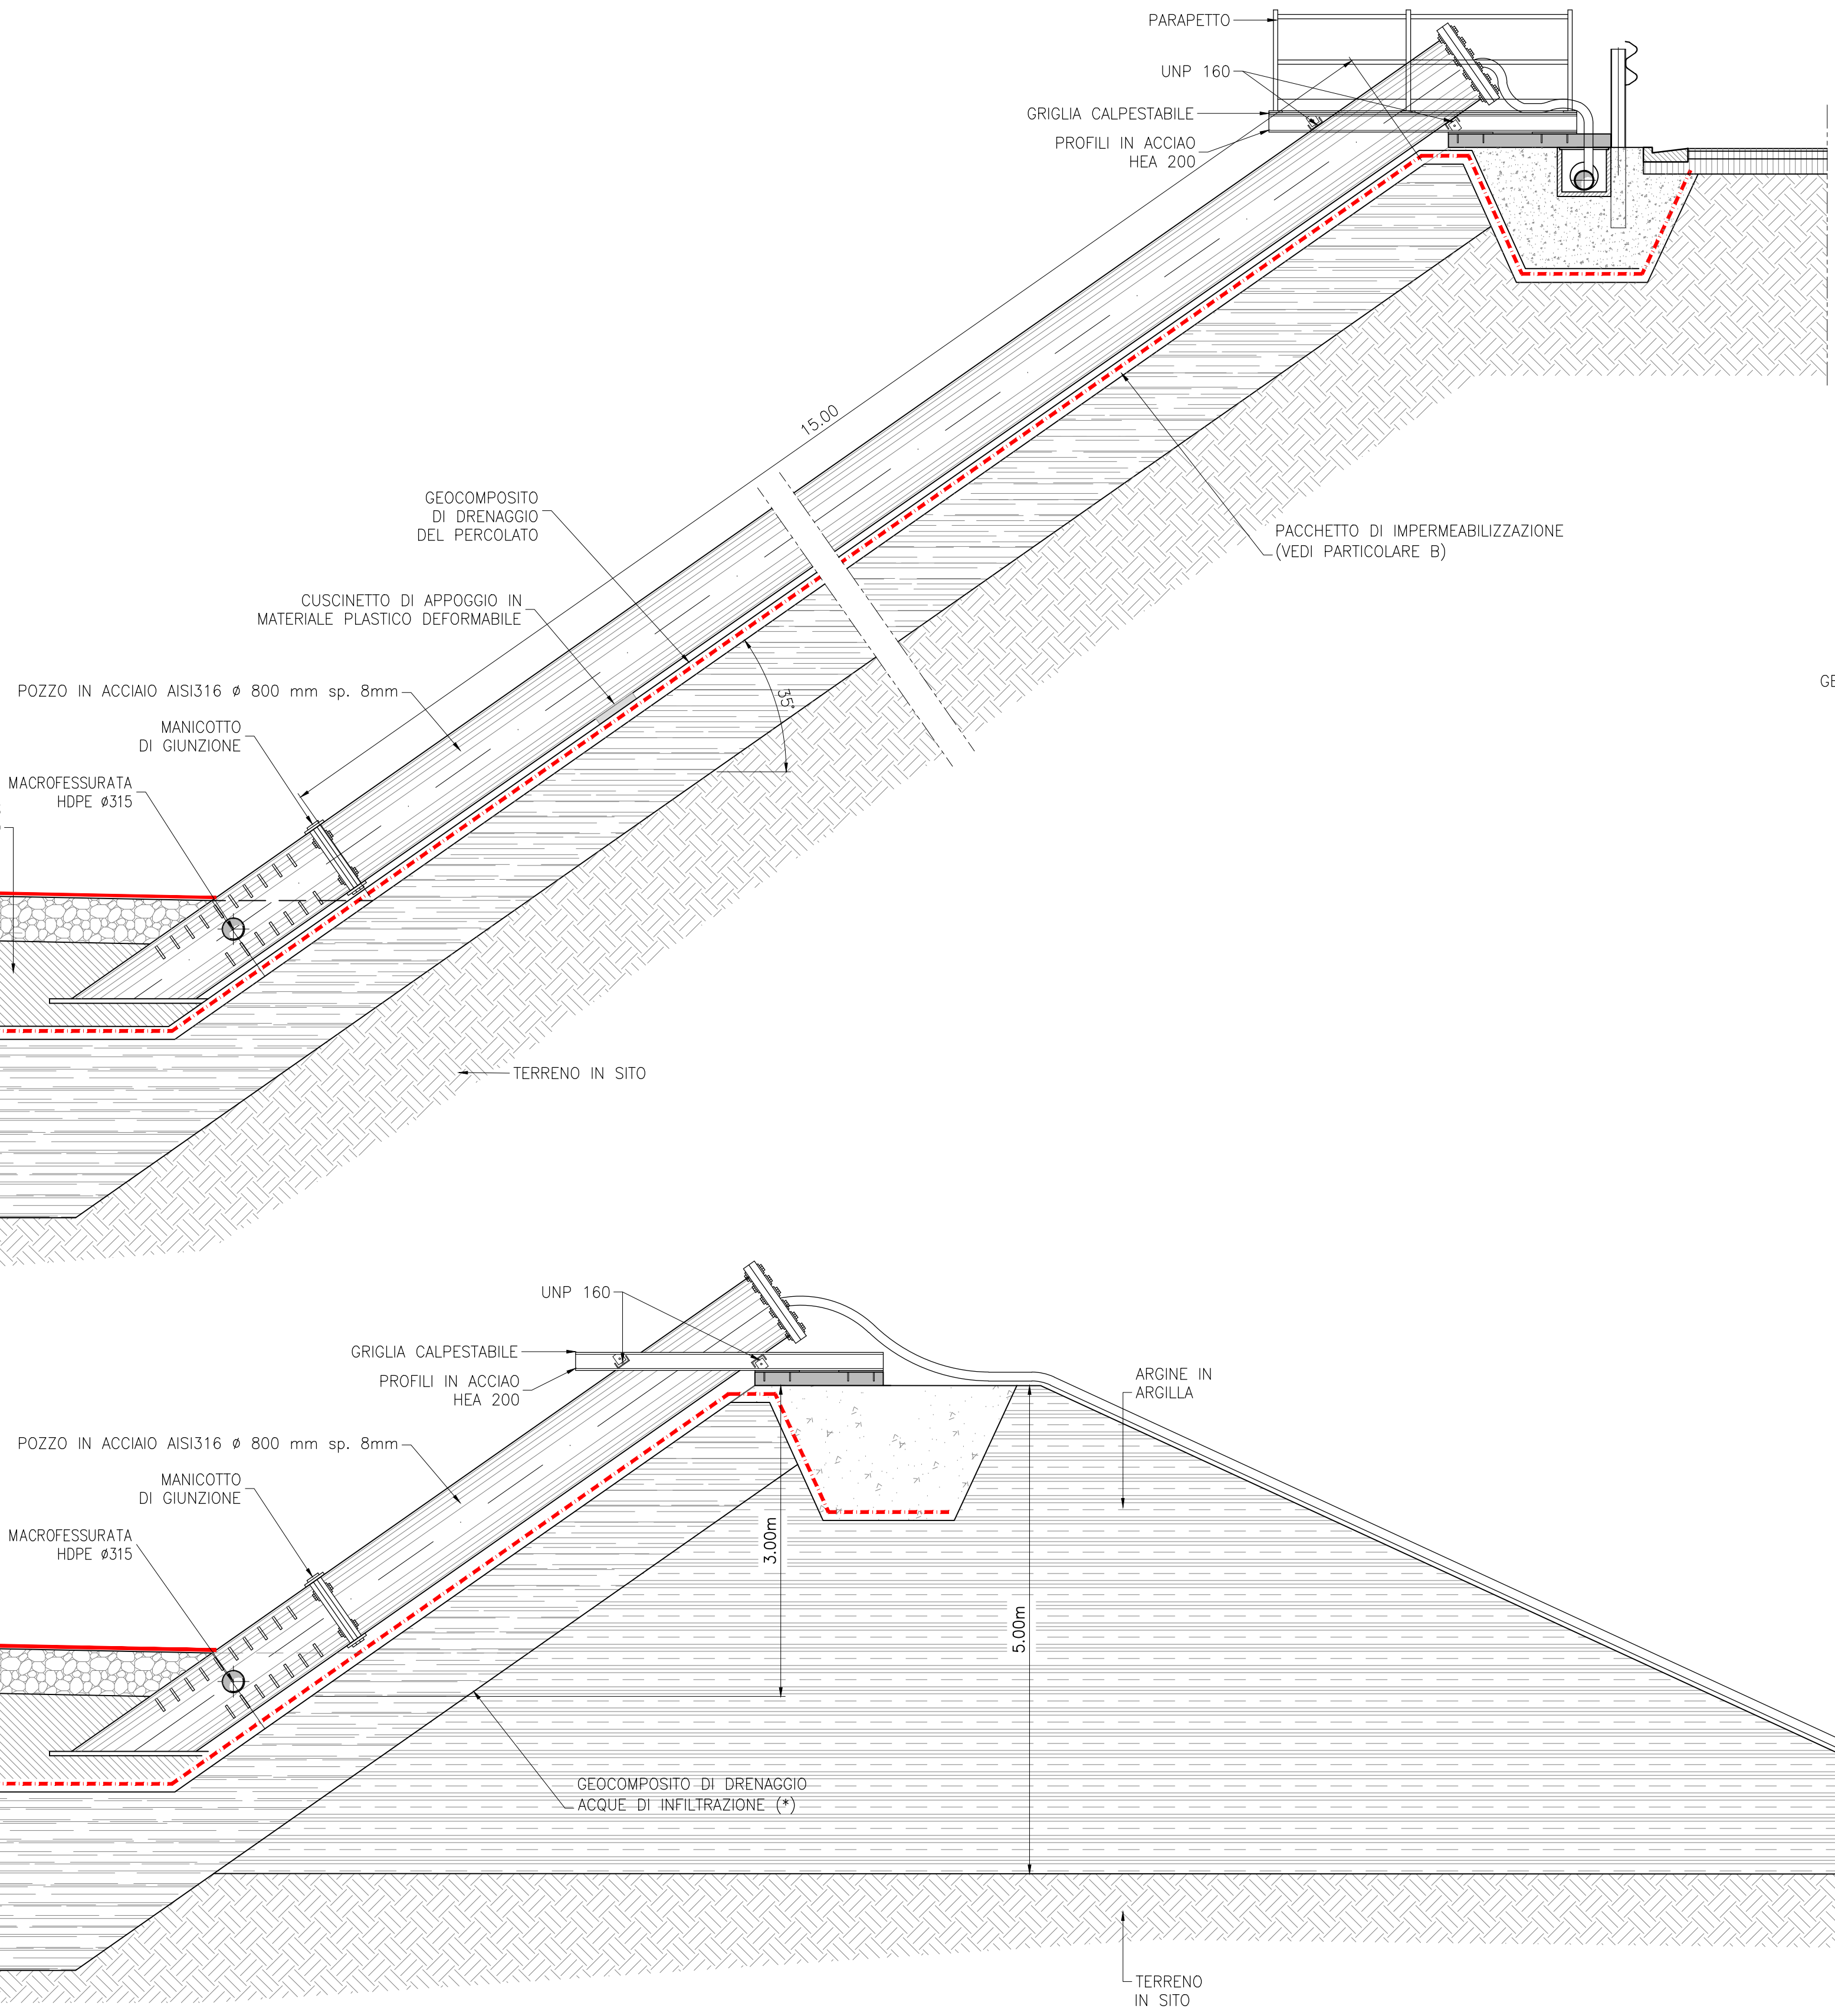 PARAPETTO
UNP 160
GRIGLIA CALPESTABILE
PROFILI IN ACCIAO
HEA 200
15.00
GEOCOMPOSITO
DI DRENAGGIO
DEL PERCOLATO
PACCHETTO DI IMPERMEABILIZZAZIONE
(VEDI PARTICOLARE B)
CUSCINETTO DI APPOGGIO IN
MATERIALE PLASTICO DEFORMABILE
35°
POZZO IN ACCIAIO AISI316 ø 800 mm sp. 8mm
GE
MANICOTTO
DI GIUNZIONE
MACROFESSURATA
HDPE ø315
TERRENO IN SITO
UNP 160
GRIGLIA CALPESTABILE
PROFILI IN ACCIAO
HEA 200
ARGINE IN
ARGILLA
POZZO IN ACCIAIO AISI316 ø 800 mm sp. 8mm
MANICOTTO
DI GIUNZIONE
MACROFESSURATA
HDPE ø315
3.00m
5.00m
GEOCOMPOSITO DI DRENAGGIO
ACQUE DI INFILTRAZIONE (*)
TERRENO
IN SITO